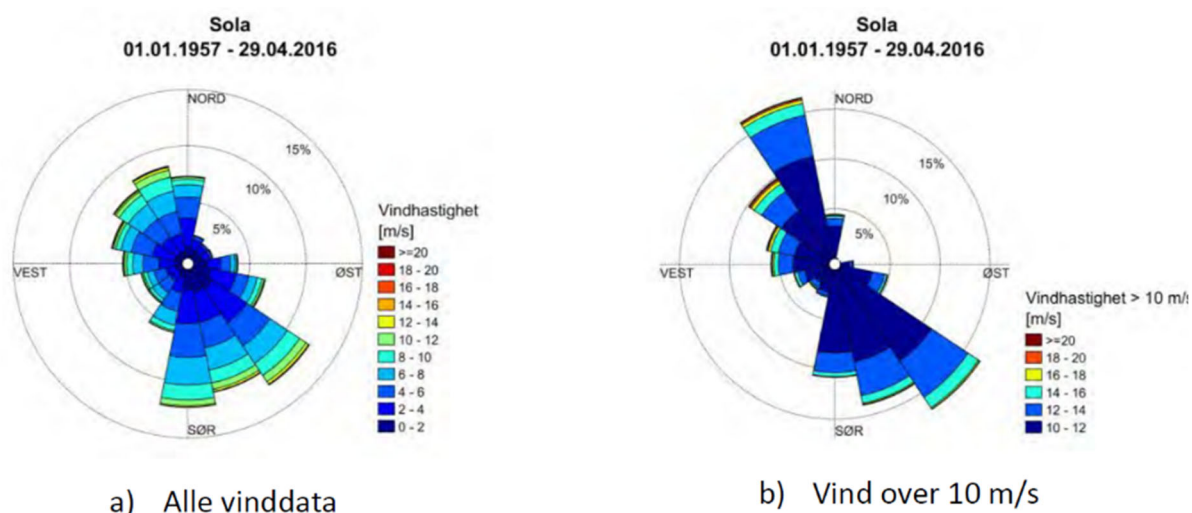 Sola
01.01.1957 - 29.04.2016
NORD
15%
10%
5%
VEST
ØST
SØR
Vindhastighet
[m/s]
>=20
18 - 20
16 - 18
14 - 16
12 - 14
10 - 12
8 - 10
6 - 8
4 - 6
2 - 4
0 - 2
a) Alle vinddata
Sola
01.01.1957 - 29.04.2016
NORD
15%
10%
5%
VEST
ØST
SØR
Vindhastighet > 10 m/s
[m/s]
>=20
18 - 20
16 - 18
14 - 16
12 - 14
10 - 12
b) Vind over 10 m/s